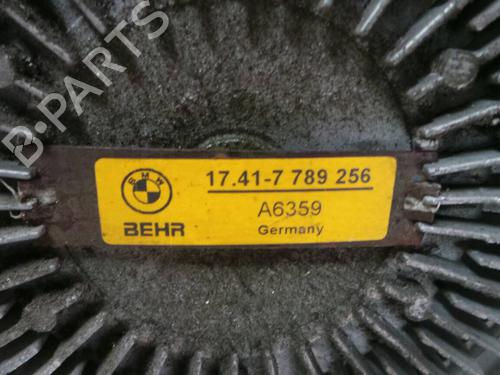 B-PARTS
BMW
17.41-7 789 256
A6359
BEHR
Germany